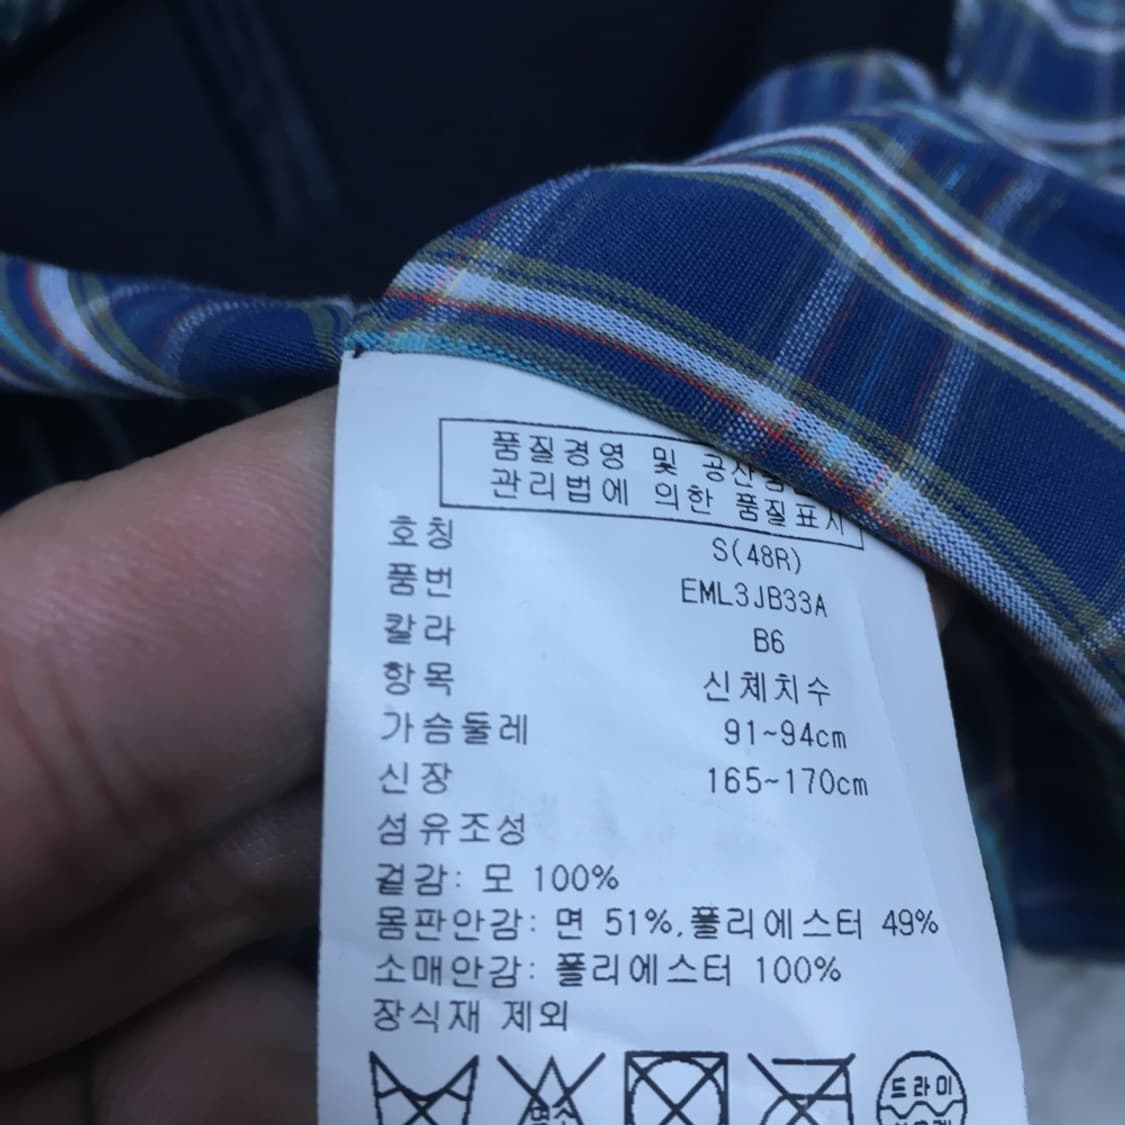 품질경영 및
관리법에 의한 품질표시
호칭 S(48R)
품번 EML3JB33A
칼라 B6
항목 신체치수
가슴둘레 91~94cm
신장 165~170cm
섬유조성
겉감: 모 100%
몸판안감: 면 51%,폴리에스터 49%
소매안감: 폴리에스터 100%
장식재 제외
드라이